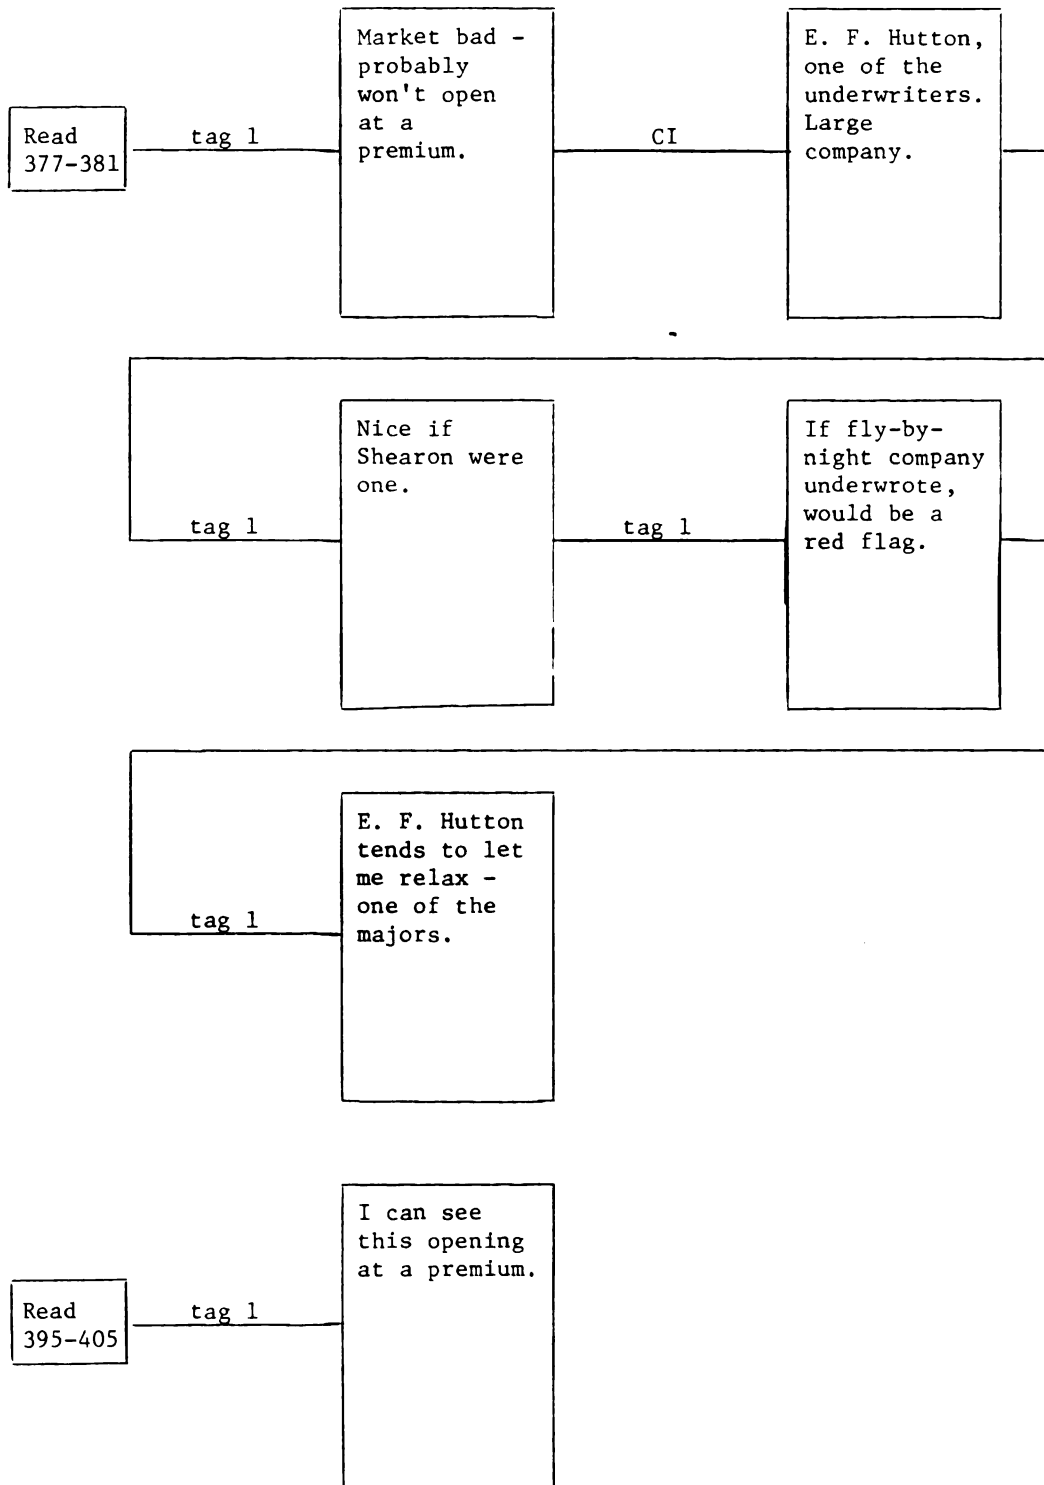 Read
377-381
tag 1
Market bad -
probably
won't open
at a
premium.
CI
E. F. Hutton,
one of the
underwriters.
Large
company.
tag 1
Nice if
Shearon were
one.
tag 1
If fly-by-
night company
underwrote,
would be a
red flag.
tag 1
E. F. Hutton
tends to let
me relax -
one of the
majors.
Read
395-405
tag 1
I can see
this opening
at a premium.